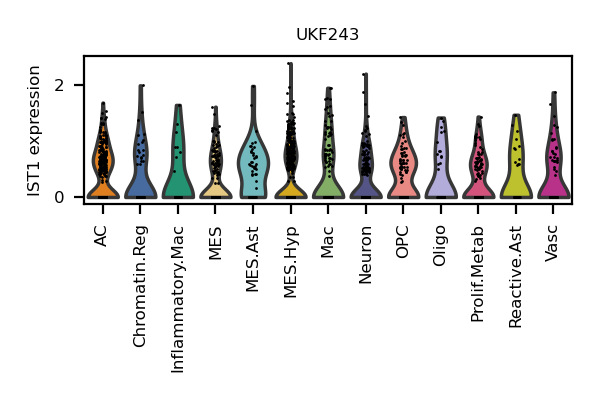 UKF243
IST1 expression
2
0
AC
Chromatin.Reg
Inflammatory.Mac
MES
MES.Ast
MES.Hyp
Mac
Neuron
OPC
Oligo
Prolif.Metab
Reactive.Ast
Vasc